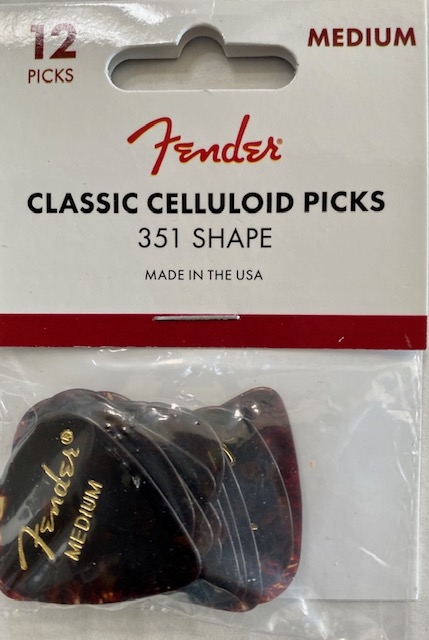 12
PICKS
MEDIUM
Fender®
CLASSIC CELLULOID PICKS
351 SHAPE
MADE IN THE USA
Fender®
MEDIUM